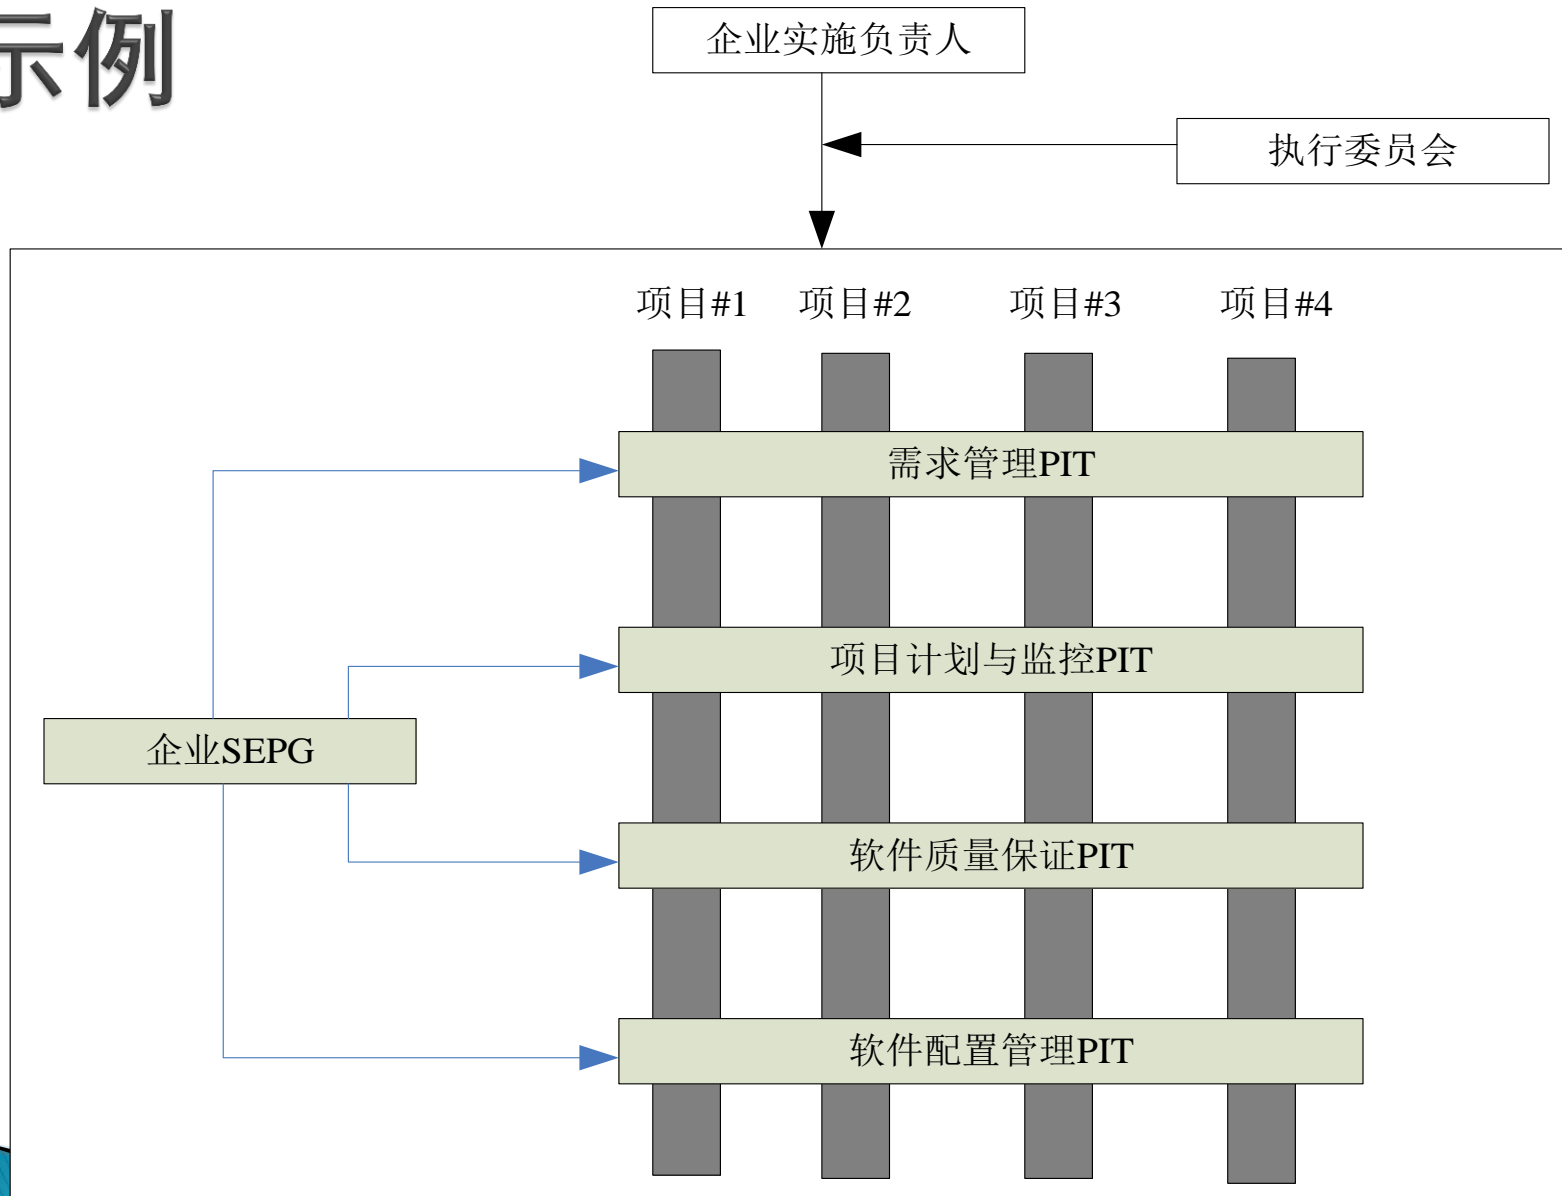 示例
企业实施负责人
执行委员会
项目#1 项目#2 项目#3 项目#4
需求管理PIT
项目计划与监控PIT
企业SEPG
软件质量保证PIT
软件配置管理PIT